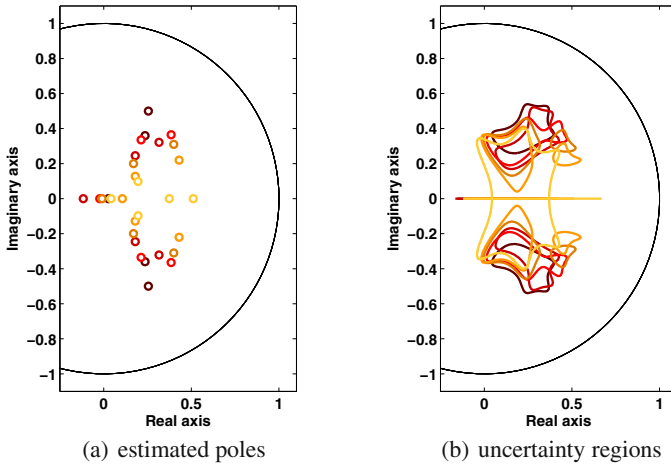 1
0.8
0.6
0.4
0.2
0
−0.2
−0.4
−0.6
−0.8
−1
Imaginary axis
0 0.5 1
Real axis
(a) estimated poles
1
0.8
0.6
0.4
0.2
0
−0.2
−0.4
−0.6
−0.8
−1
Imaginary axis
0 0.5 1
Real axis
(b) uncertainty regions